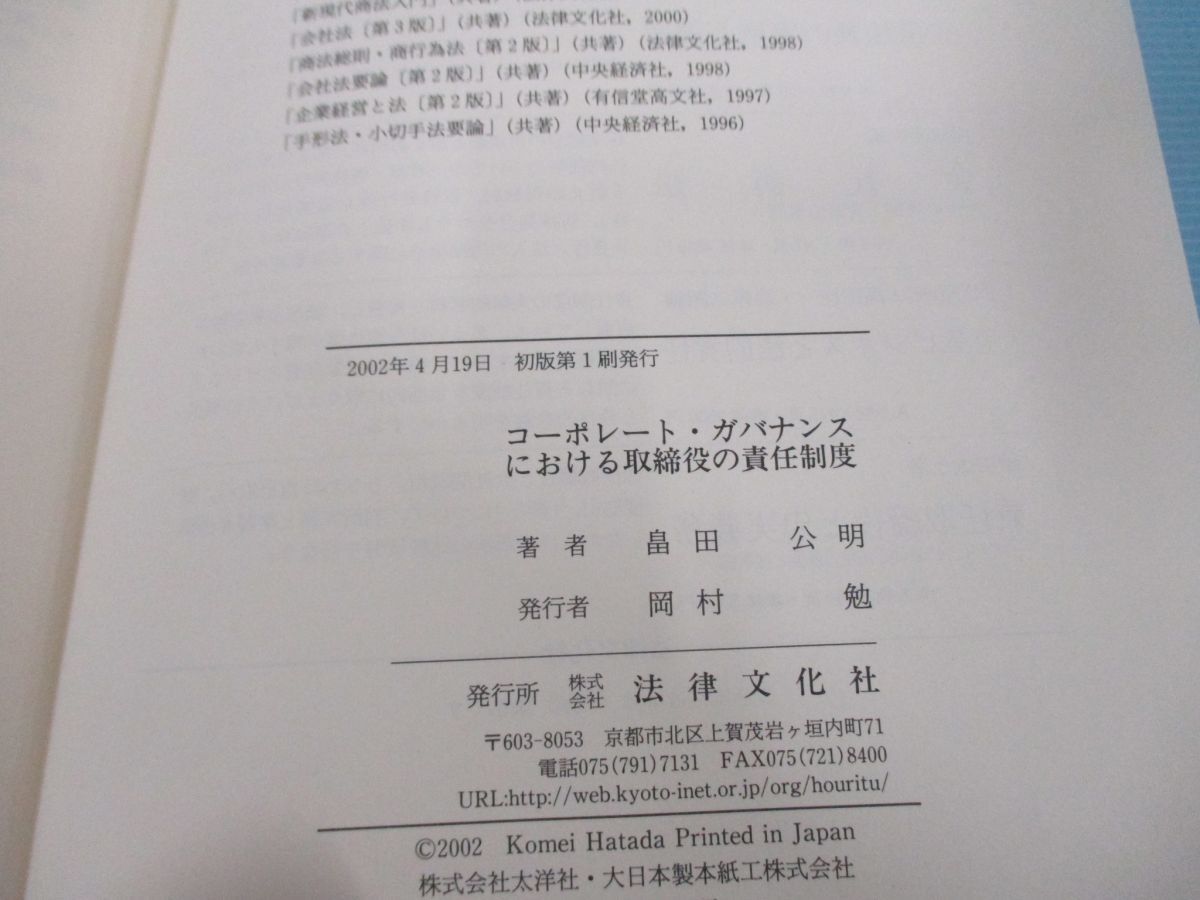 『新現代商法入門』（共著）
『会社法〔第3版〕』（共著）（法律文化社，2000）
『商法総則・商行為法〔第2版〕』（共著）（法律文化社，1998）
『会社法要論〔第2版〕』（共著）（中央経済社，1998）
『企業経営と法〔第2版〕』（共著）（有信堂高文社，1997）
『手形法・小切手法要論』（共著）（中央経済社，1996）
2002年4月19日 初版第1刷発行
コーポレート・ガバナンス
における取締役の責任制度
著者 畠田 公明
発行者 岡村 勉
発行所 株式会社 法律文化社
〒603-8053 京都市北区上賀茂岩ヶ垣内町71
電話075(791)7131 FAX075(721)8400
URL:http://web.kyoto-inet.or.jp/org/houritu/
©2002 Komei Hatada Printed in Japan
株式会社太洋社・大日本製本紙工株式会社